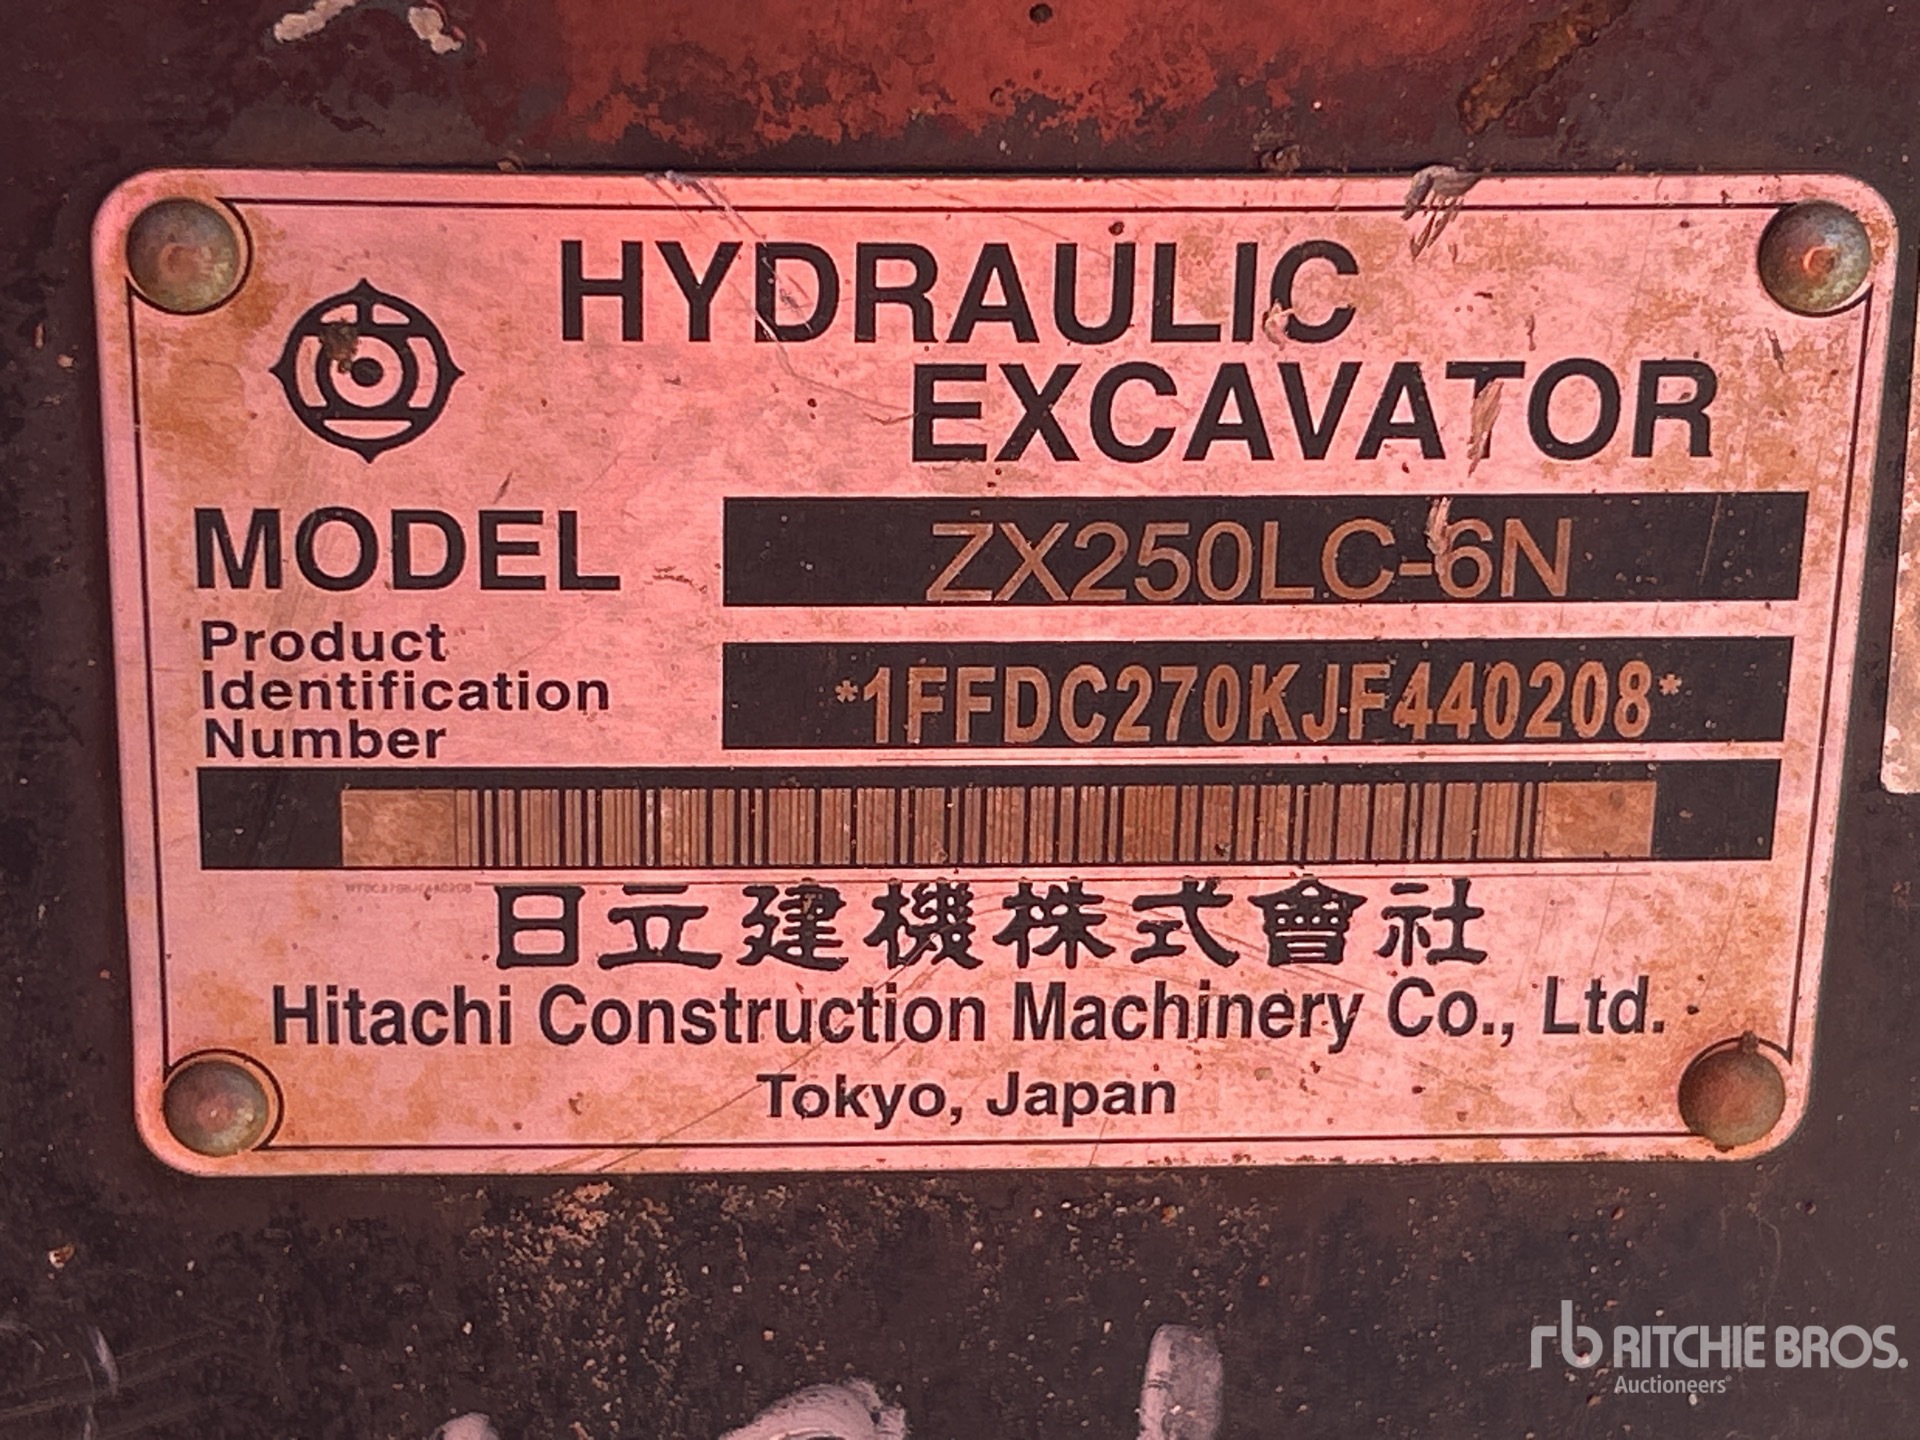 HYDRAULIC
EXCAVATOR
MODEL ZX250LC-6N
Product
Identification
Number
*1FFDC270KJF440208*
日立建機株式會社
Hitachi Construction Machinery Co., Ltd.
Tokyo, Japan
rb RITCHIE BROS.
Auctioneers